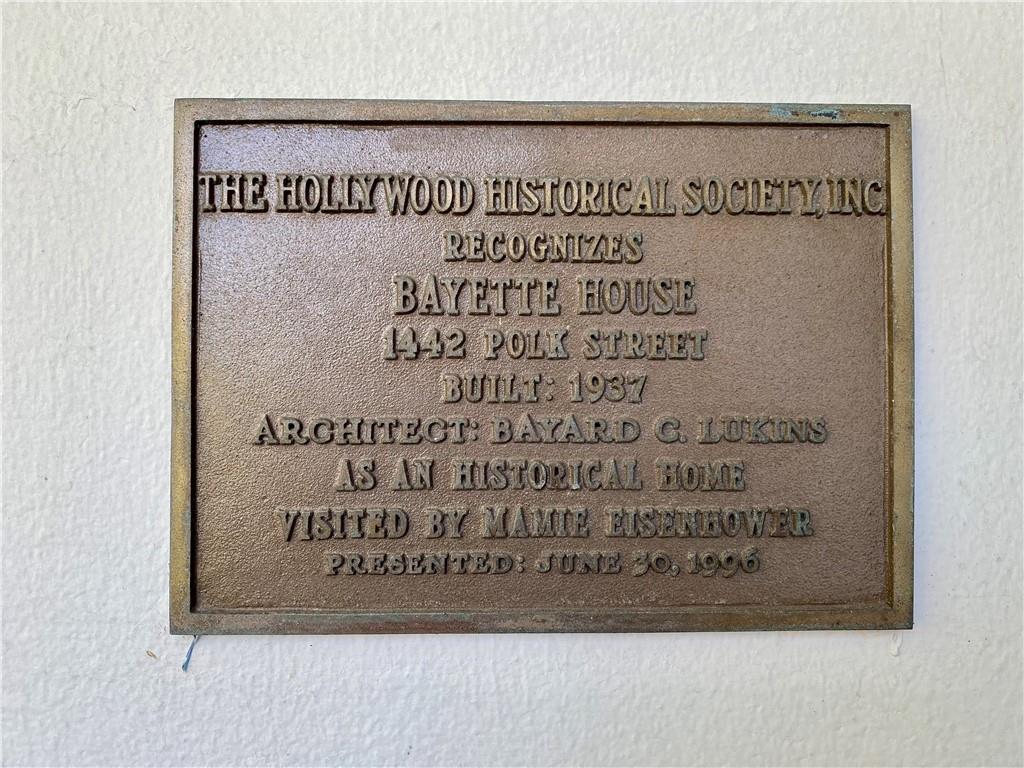 THE HOLLYWOOD HISTORICAL SOCIETY, INC.
RECOGNIZES
BAYETTE HOUSE
1442 POLK STREET
BUILT: 1937
ARCHITECT: BAYARD C. LUKINS
AS AN HISTORICAL HOME
VISITED BY MAMIE EISENHOWER
PRESENTED: JUNE 30, 1996